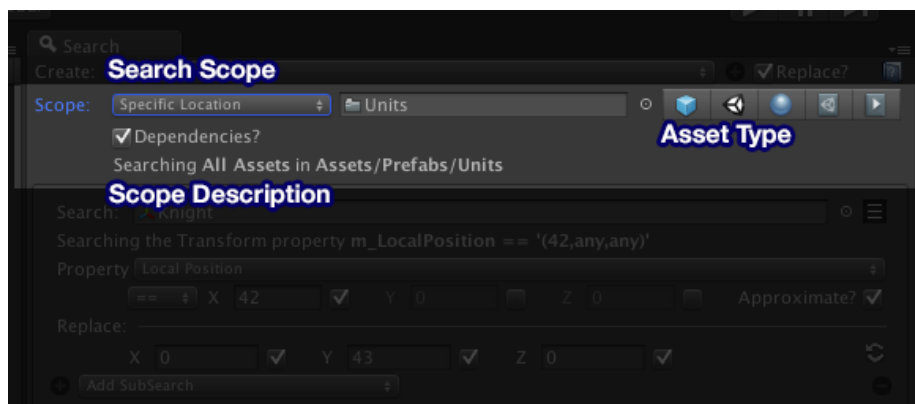 Search
Create: Replace?
Search Scope
Scope: Specific Location Units
Asset Type
Dependencies?
Searching All Assets in Assets/Prefabs/Units
Scope Description
Search: Knight
Searching the Transform property m_LocalPosition == '(42,any,any)'
Property Local Position
== X 42 Y 0 Z 0 Approximate?
Replace:
X 0 Y 43 Z 0
Add SubSearch